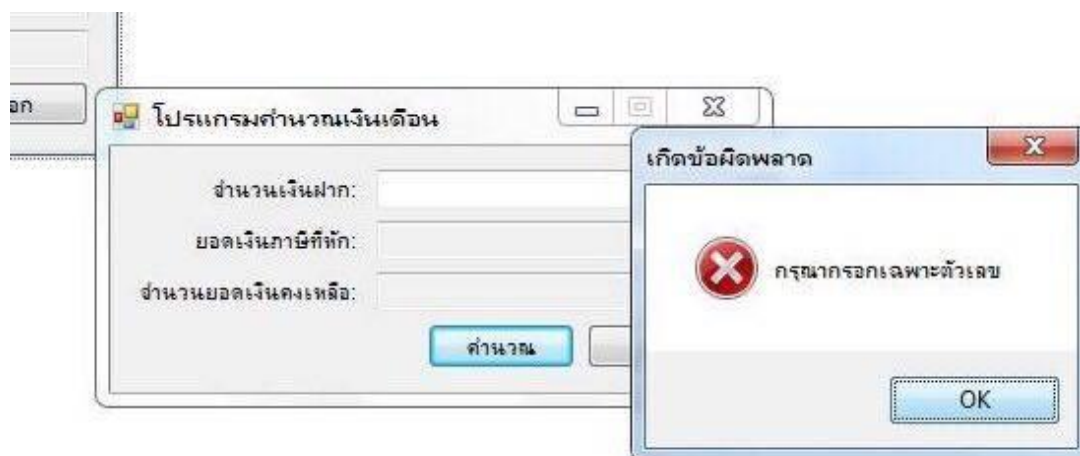 อก
โปรแกรมคำนวณเงินเดือน
จำนวนเงินฝาก:
ยอดเงินภาษีที่หัก:
จำนวนยอดเงินคงเหลือ:
คำนวณ
เกิดข้อผิดพลาด
กรุณากรอกเฉพาะตัวเลข
OK